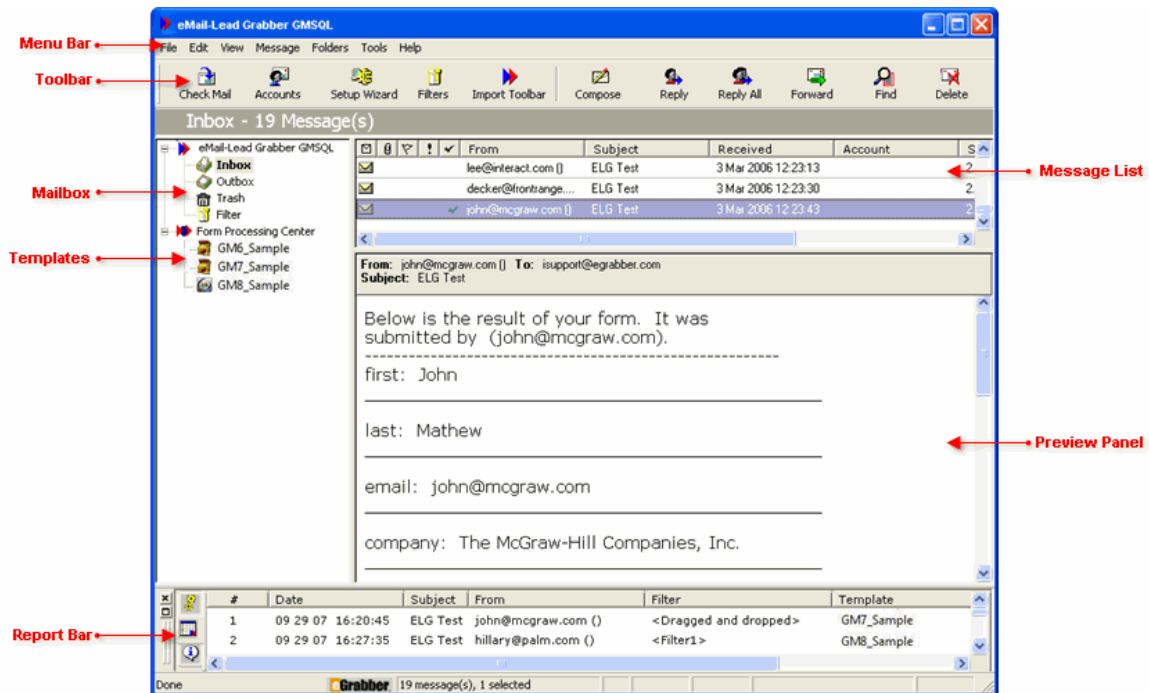 eMail-Lead Grabber GMSQL
Menu Bar
File Edit View Message Folders Tools Help
Toolbar
Check Mail Accounts Setup Wizard Filters Import Toolbar Compose Reply Reply All Forward Find Delete
Inbox - 19 Message(s)
eMail-Lead Grabber GMSQL
Inbox
Outbox
Trash
Filter
Mailbox
Form Processing Center
GM6_Sample
GM7_Sample
GM8_Sample
Templates
From Subject Received Account S
lee@interact.com () ELG Test 3 Mar 2006 12:23:13 2
decker@frontrange.... ELG Test 3 Mar 2006 12:23:30 2
john@mcgraw.com () ELG Test 3 Mar 2006 12:23:43 2
Message List
From: john@mcgraw.com () To: isupport@egrabber.com
Subject: ELG Test
Below is the result of your form. It was
submitted by (john@mcgraw.com).
---------------------------------------------------------------
first: John
last: Mathew
email: john@mcgraw.com
company: The McGraw-Hill Companies, Inc.
Preview Panel
# Date Subject From Filter Template
1 09 29 07 16:20:45 ELG Test john@mcgraw.com () <Dragged and dropped> GM7_Sample
2 09 29 07 16:27:35 ELG Test hillary@palm.com () <Filter1> GM8_Sample
Report Bar
Done eGrabber 19 message(s), 1 selected